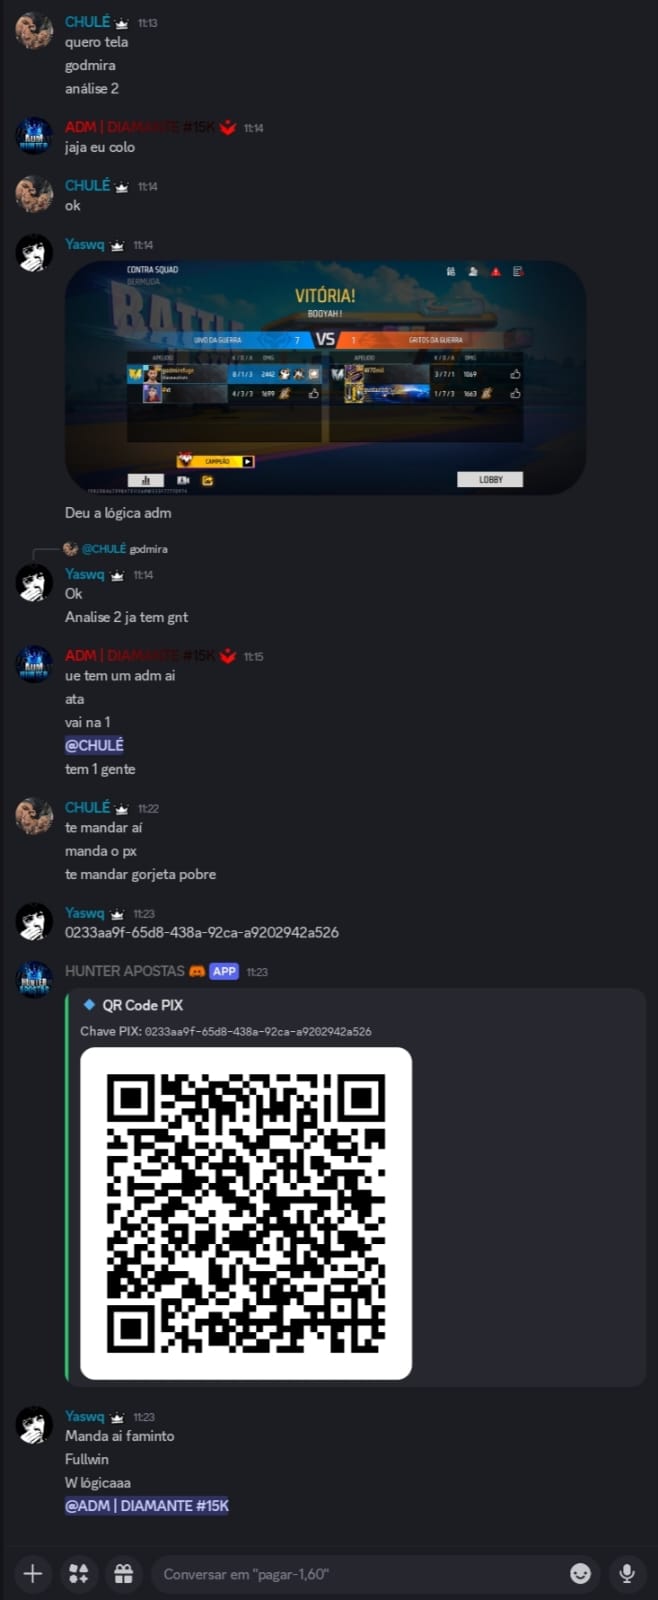 CHULÉ 11:13
quero tela
godmira
análise 2
ADM | DIAMANTE #15K 11:14
jaja eu colo
CHULÉ 11:14
ok
Yaswq 11:14
CONTRA SQUAD
BERMUDA
VITÓRIA!
BOOYAH!
UIVO DA GUERRA 7 VS 1 GRITOS DA GUERRA
APELIDO K / D / A DMG APELIDO K / D / A DMG
8/1/3 2442 3/7/1 1069
4/3/3 1699 1/7/3 1663
CAMPEÃO
LOBBY
Deu a lógica adm
@CHULÉ godmira
Yaswq 11:14
Ok
Analise 2 ja tem gnt
ADM | DIAMANTE #15K 11:15
ue tem um adm ai
ata
vai na 1
@CHULÉ
tem 1 gente
CHULÉ 11:22
te mandar aí
manda o px
te mandar gorjeta pobre
Yaswq 11:23
0233aa9f-65d8-438a-92ca-a9202942a526
HUNTER APOSTAS APP 11:23
QR Code PIX
Chave PIX: 0233aa9f-65d8-438a-92ca-a9202942a526
Yaswq 11:23
Manda ai faminto
Fullwin
W lógicaaa
@ADM | DIAMANTE #15K
Conversar em "pagar-1,60"